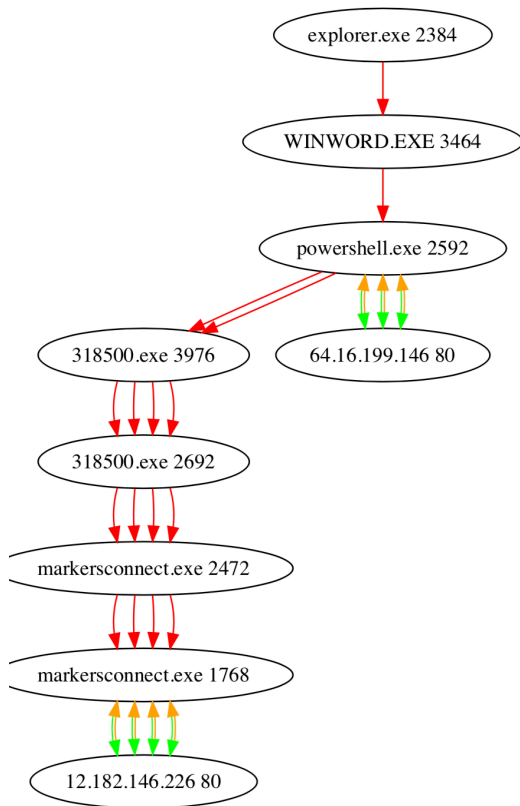 explorer.exe 2384
WINWORD.EXE 3464
powershell.exe 2592
318500.exe 3976
64.16.199.146 80
318500.exe 2692
markersconnect.exe 2472
markersconnect.exe 1768
12.182.146.226 80